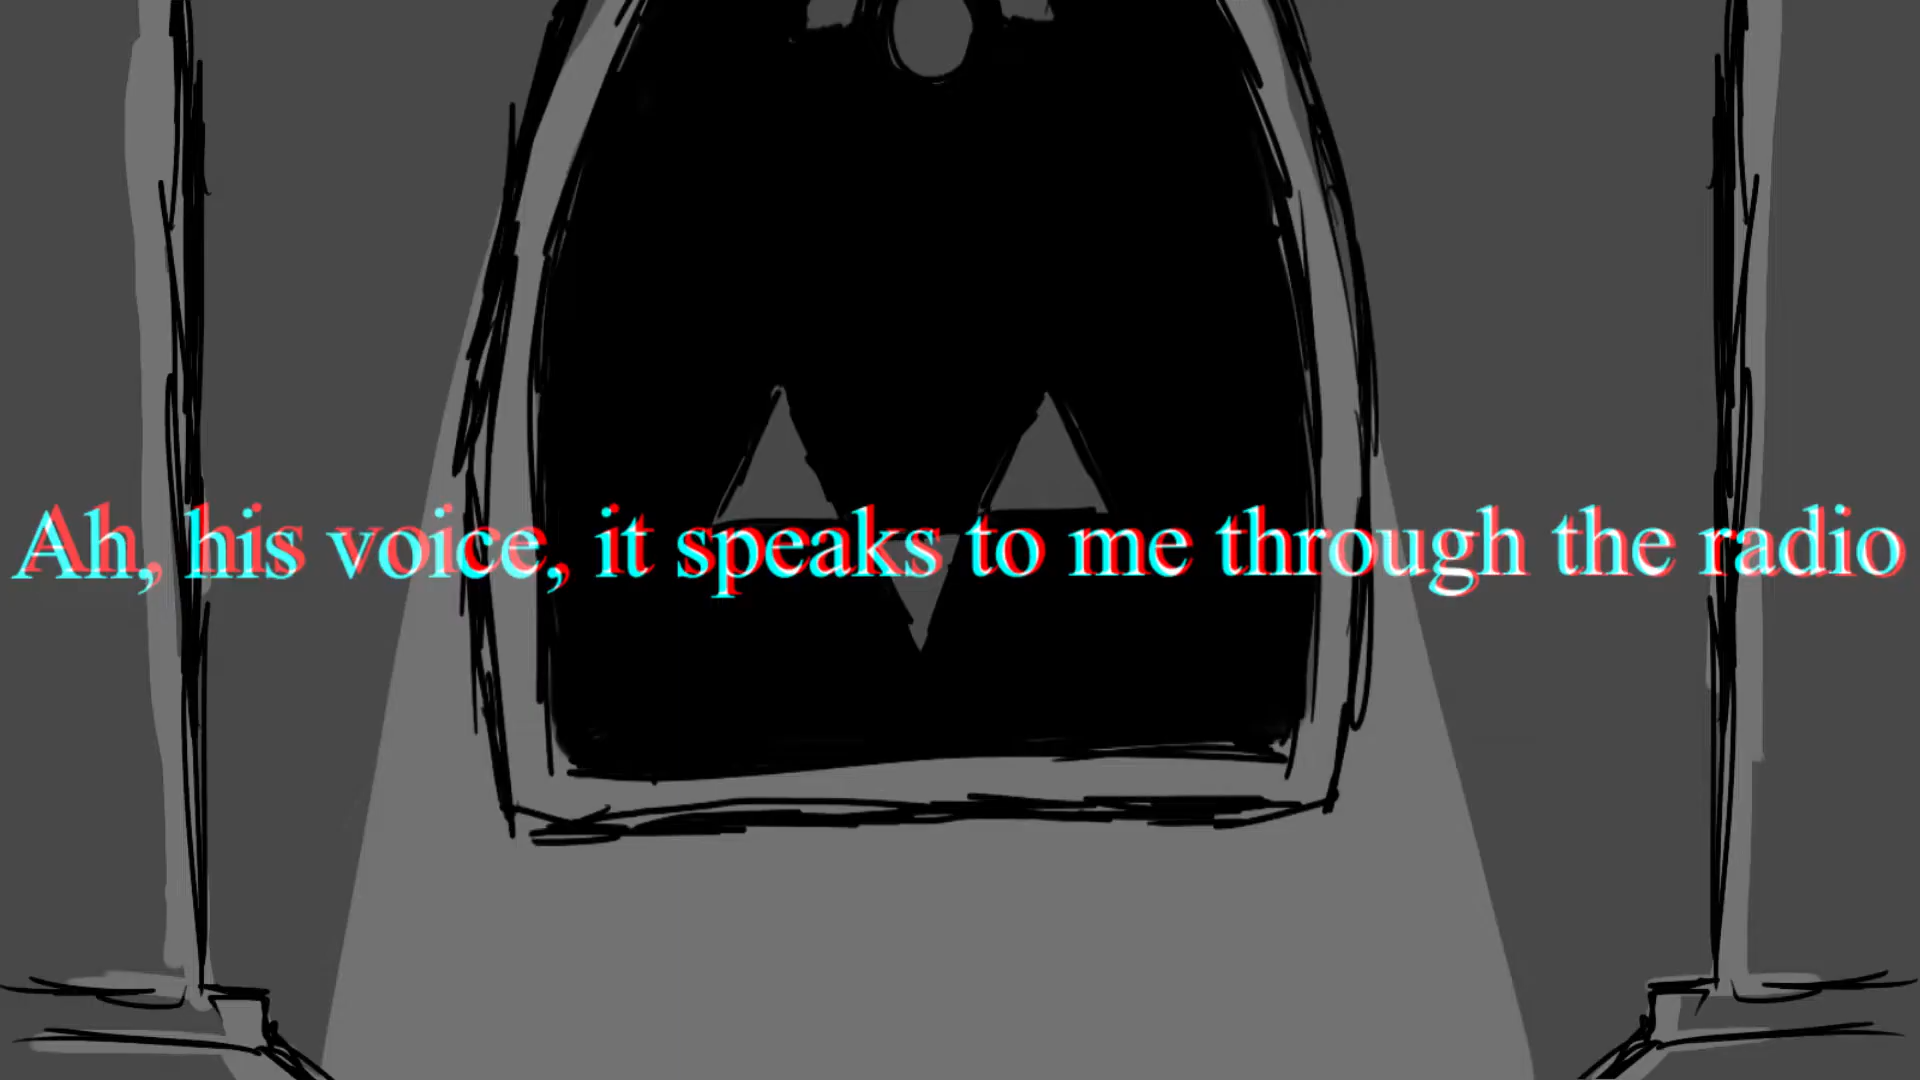 Ah, his voice, it speaks to me through the radio